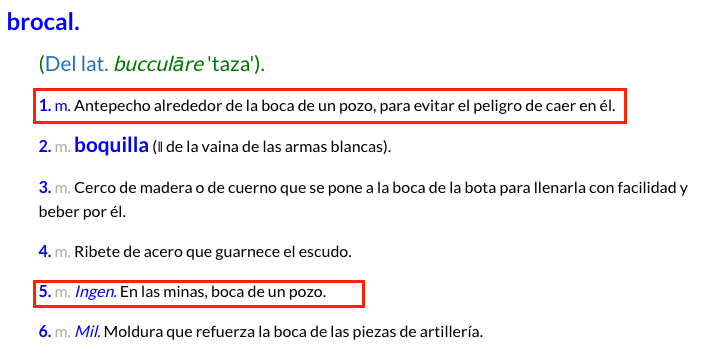 brocal.
(Del lat. bucculāre 'taza').
1. m. Antepecho alrededor de la boca de un pozo, para evitar el peligro de caer en él.
2. m. boquilla (‖ de la vaina de las armas blancas).
3. m. Cerco de madera o de cuerno que se pone a la boca de la bota para llenarla con facilidad y
beber por él.
4. m. Ribete de acero que guarnece el escudo.
5. m. Ingen. En las minas, boca de un pozo.
6. m. Mil. Moldura que refuerza la boca de las piezas de artillería.